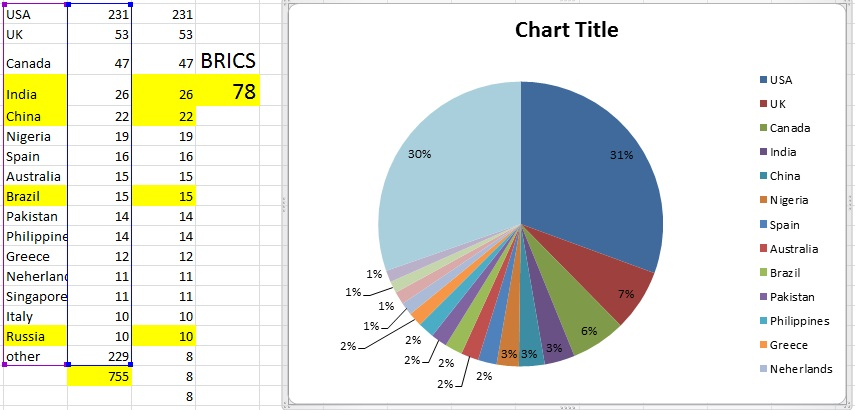 USA 231 231
UK 53 53
Canada 47 47 BRICS
India 26 26 78
China 22 22
Nigeria 19 19
Spain 16 16
Australia 15 15
Brazil 15 15
Pakistan 14 14
Philippine 14 14
Greece 12 12
Neherland 11 11
Singapore 11 11
Italy 10 10
Russia 10 10
other 229 8
755 8
8
Chart Title
31%
7%
6%
3%
3%
3%
2%
2%
2%
2%
2%
2%
1%
1%
1%
1%
30%
USA
UK
Canada
India
China
Nigeria
Spain
Australia
Brazil
Pakistan
Philippines
Greece
Neherlands